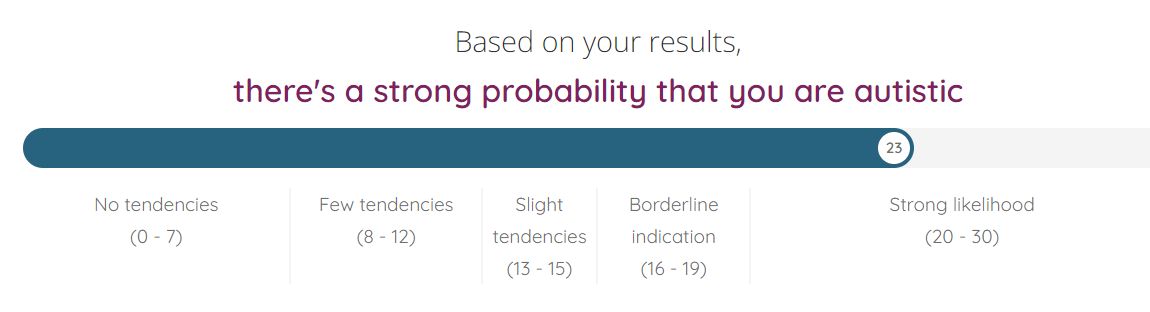 Based on your results,
there's a strong probability that you are autistic
23
No tendencies
(0 - 7)
Few tendencies
(8 - 12)
Slight
tendencies
(13 - 15)
Borderline
indication
(16 - 19)
Strong likelihood
(20 - 30)